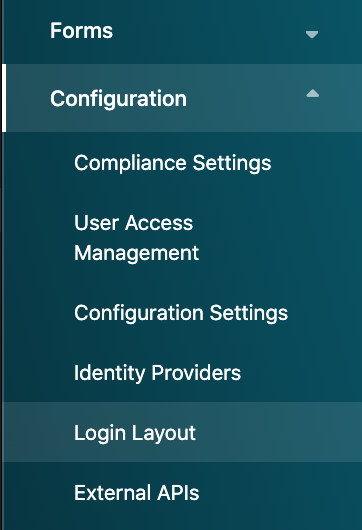 Forms
Configuration
Compliance Settings
User Access
Management
Configuration Settings
Identity Providers
Login Layout
External APIs